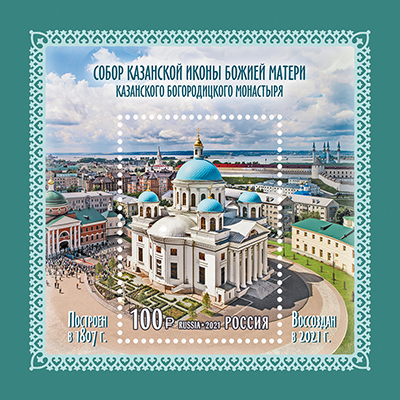 СОБОР КАЗАНСКОЙ ИКОНЫ БОЖИЕЙ МАТЕРИ
КАЗАНСКОГО БОГОРОДИЦКОГО МОНАСТЫРЯ
ПОСТРОЕН
В 1807 г.
100₽ RUSSIA•2021 РОССИЯ
ВОССОЗДАН
В 2021 г.